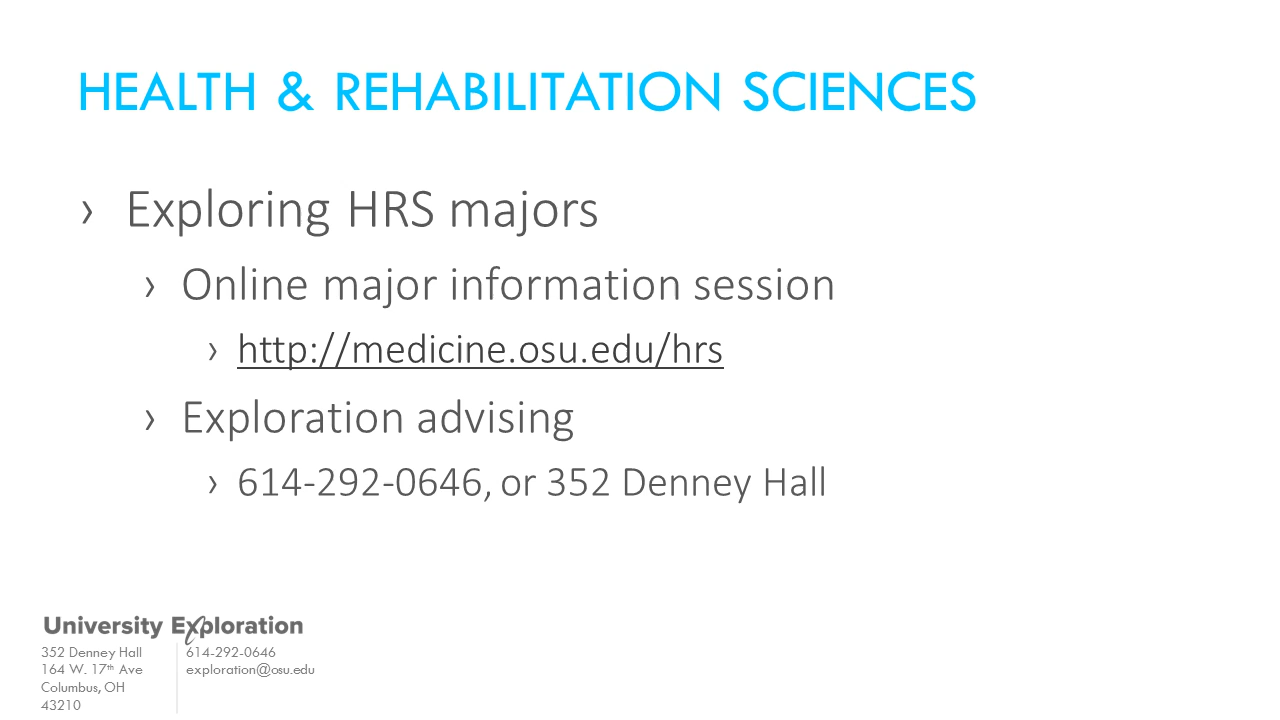 HEALTH & REHABILITATION SCIENCES
› Exploring HRS majors
› Online major information session
› http://medicine.osu.edu/hrs
› Exploration advising
› 614-292-0646, or 352 Denney Hall
University Exploration
352 Denney Hall
164 W. 17th Ave
Columbus, OH
43210
614-292-0646
exploration@osu.edu